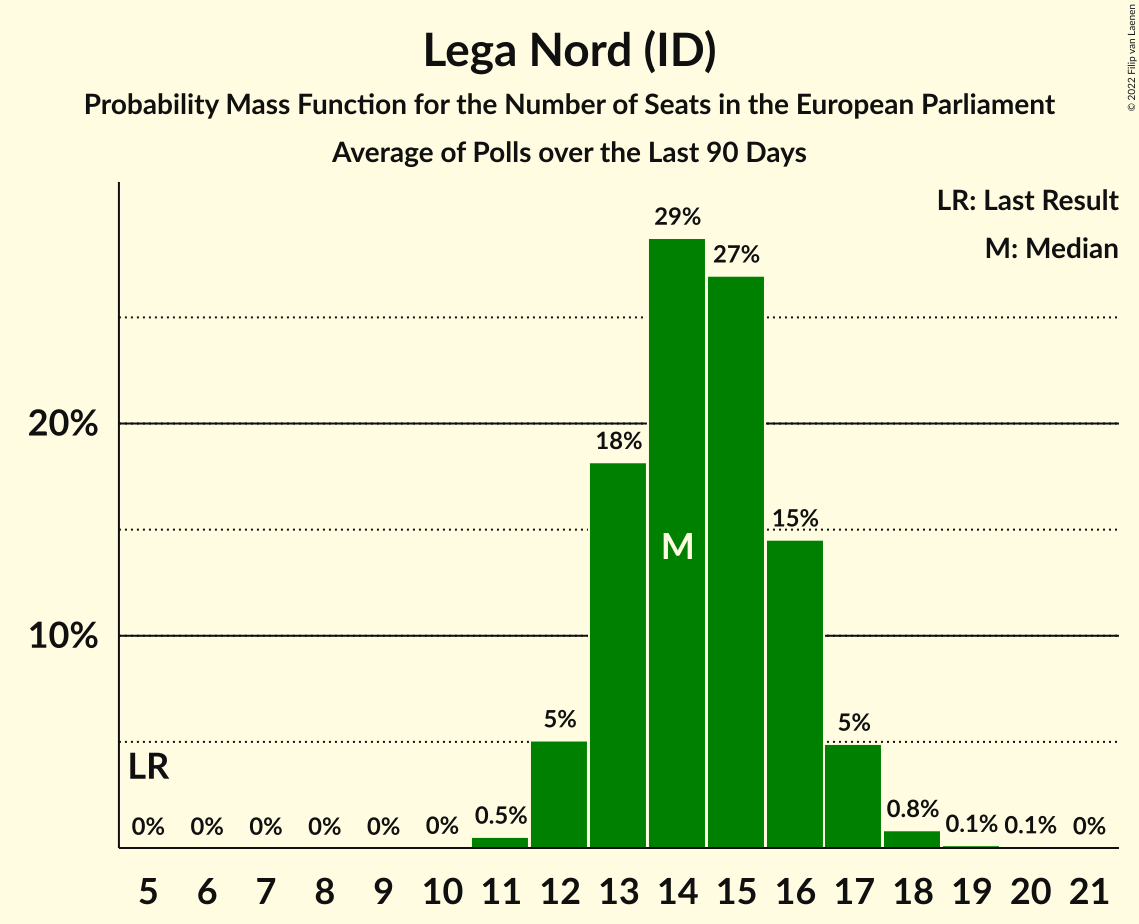 Lega Nord (ID)
Probability Mass Function for the Number of Seats in the European Parliament
Average of Polls over the Last 90 Days
© 2022 Filip van Laenen
LR: Last Result
M: Median
20%
10%
0% 0% 0% 0% 0% 0% 0.5% 5% 18% 29% 27% 15% 5% 0.8% 0.1% 0.1% 0%
LR
M
5 6 7 8 9 10 11 12 13 14 15 16 17 18 19 20 21